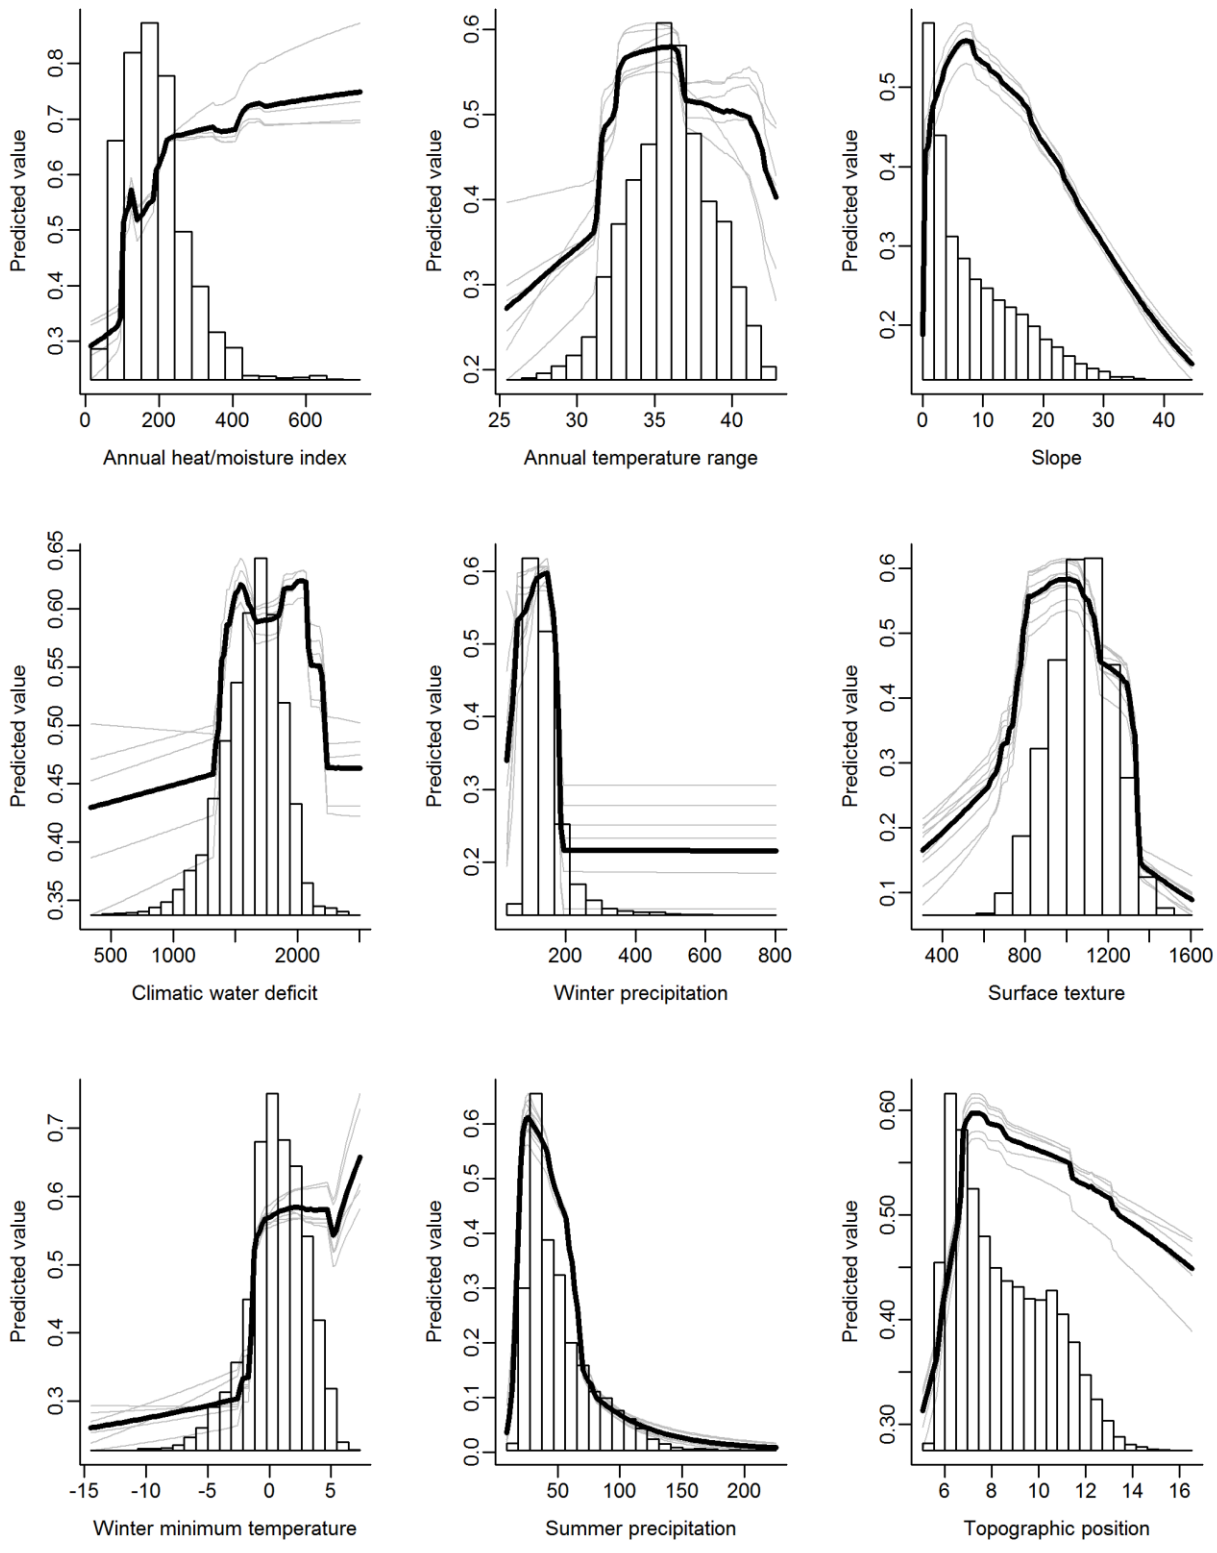 Predicted value
0.3 0.4 0.5 0.6 0.7 0.8
0 200 400 600
Annual heat/moisture index
Predicted value
0.2 0.3 0.4 0.5 0.6
25 30 35 40
Annual temperature range
Predicted value
0.2 0.3 0.4 0.5
0 10 20 30 40
Slope
Predicted value
0.35 0.40 0.45 0.50 0.55 0.60 0.65
500 1000 2000
Climatic water deficit
Predicted value
0.2 0.3 0.4 0.5 0.6
200 400 600 800
Winter precipitation
Predicted value
0.1 0.2 0.3 0.4 0.5 0.6
400 800 1200 1600
Surface texture
Predicted value
0.3 0.4 0.5 0.6 0.7
-15 -10 -5 0 5
Winter minimum temperature
Predicted value
0.0 0.1 0.2 0.3 0.4 0.5 0.6
50 100 150 200
Summer precipitation
Predicted value
0.30 0.40 0.50 0.60
6 8 10 12 14 16
Topographic position